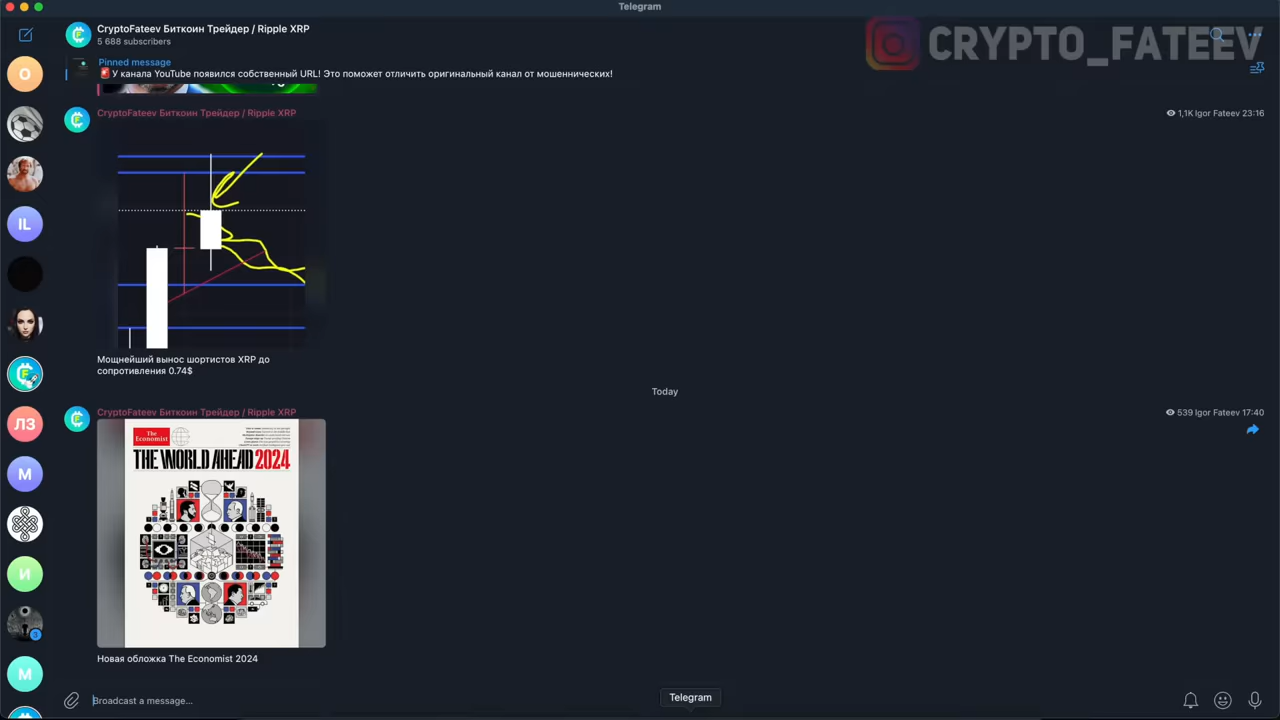 Telegram
CryptoFateev Биткоин Трейдер / Ripple XRP
5 688 subscribers
CRYPTO_FATEEV
Pinned message
🚨У канала YouTube появился собственный URL! Это поможет отличить оригинальный канал от мошеннических!
CryptoFateev Биткоин Трейдер / Ripple XRP
1,1K Igor Fateev 23:16
Мощнейший вынос шортистов XRP до
сопротивления 0.74$
Today
CryptoFateev Биткоин Трейдер / Ripple XRP
539 Igor Fateev 17:40
The
Economist
THE WORLD AHEAD 2024
Новая обложка The Economist 2024
O
IL
ЛЗ
M
И
3
M
Broadcast a message...
Telegram